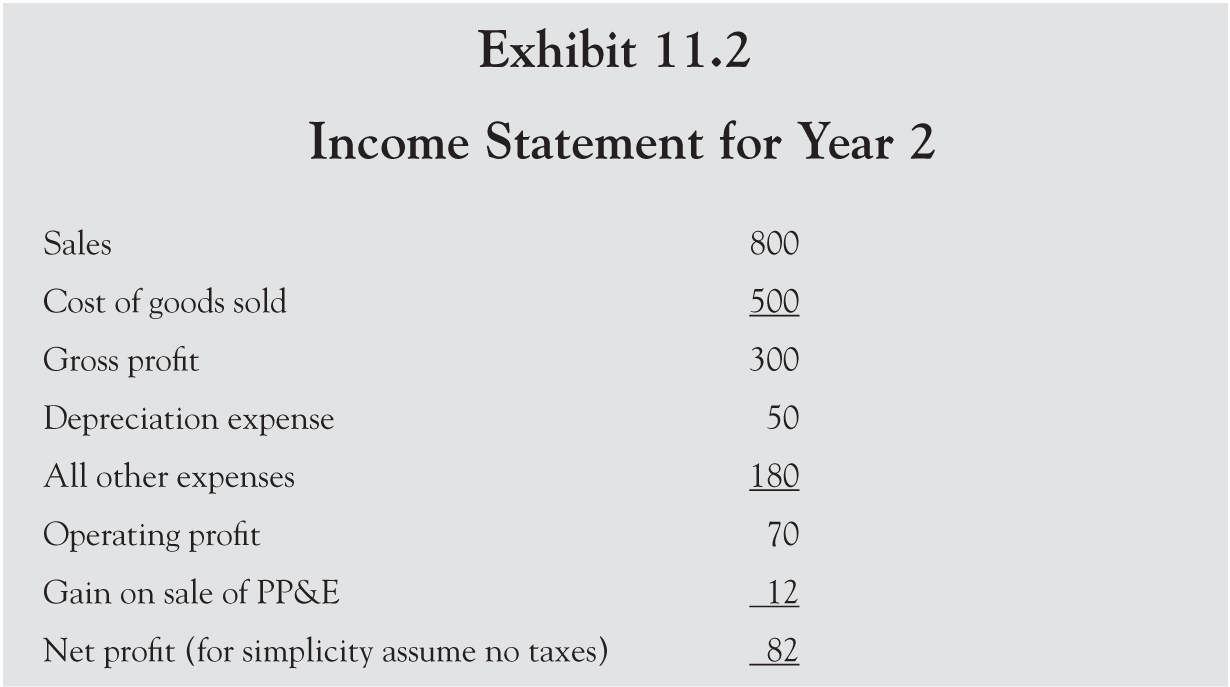 Exhibit 11.2
Income Statement for Year 2
Sales 800
Cost of goods sold 500
Gross profit 300
Depreciation expense 50
All other expenses 180
Operating profit 70
Gain on sale of PP&E 12
Net profit (for simplicity assume no taxes) 82